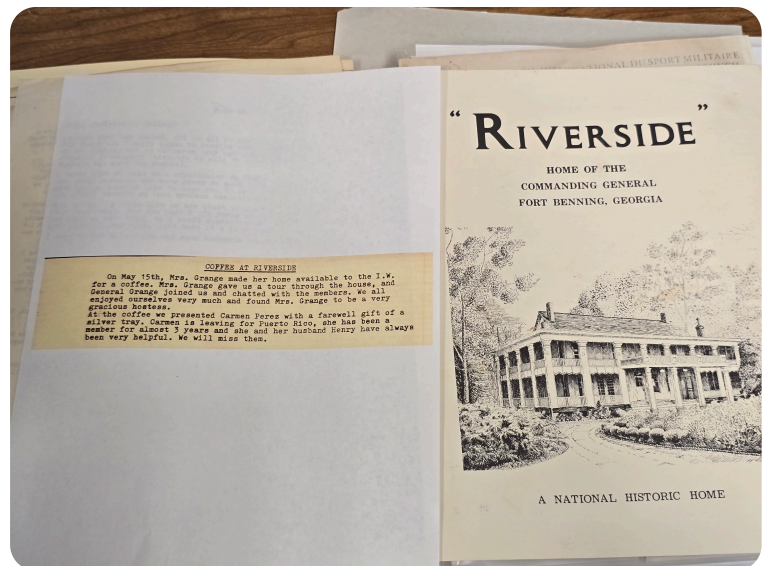 COFFEE AT RIVERSIDE
On May 15th, Mrs. Grange made her home available to the I.W.
for a coffee. Mrs. Grange gave us a tour through the house, and
General Grange joined us and chatted with the members. We all
enjoyed ourselves very much and found Mrs. Grange to be a very
gracious hostess.
At the coffee we presented Carmen Perez with a farewell gift of a
silver tray. Carmen is leaving for Puerto Rico, she has been a
member for almost 3 years and she and her husband Henry have always
been very helpful. We will miss them.
DU SPORT MILITAIRE
"RIVERSIDE"
HOME OF THE
COMMANDING GENERAL
FORT BENNING, GEORGIA
A NATIONAL HISTORIC HOME